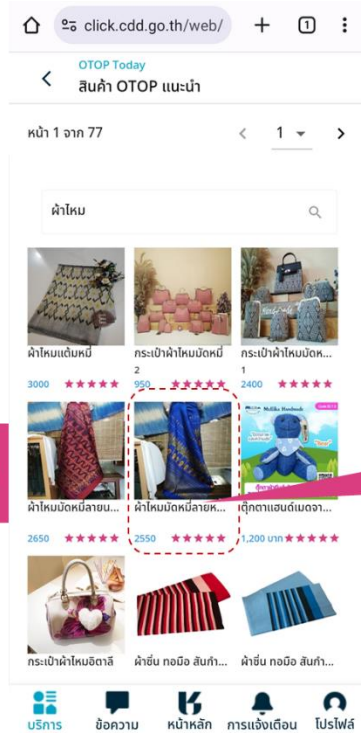 click.cdd.go.th/web/
1
OTOP Today
สินค้า OTOP แนะนำ
หน้า 1 จาก 77
1
ผ้าไหม
ผ้าไหมแต้มหมี่
3000
กระเป๋าผ้าไหมมัดหมี่
2
950
กระเป๋าผ้าไหมมัดห...
1
2400
ผ้าไหมมัดหมี่ลายน...
2650
ผ้าไหมมัดหมี่ลายห...
2550
Mallika Handmade
ตุ๊กตาแฮนด์เมดจา...
1,200 บาท
กระเป๋าผ้าไหมอิตาลี
ผ้าซิ่น ทอมือ สันกำ...
ผ้าซิ่น ทอมือ สันกำ...
บริการ
ข้อความ
หน้าหลัก
การแจ้งเตือน
โปรไฟล์